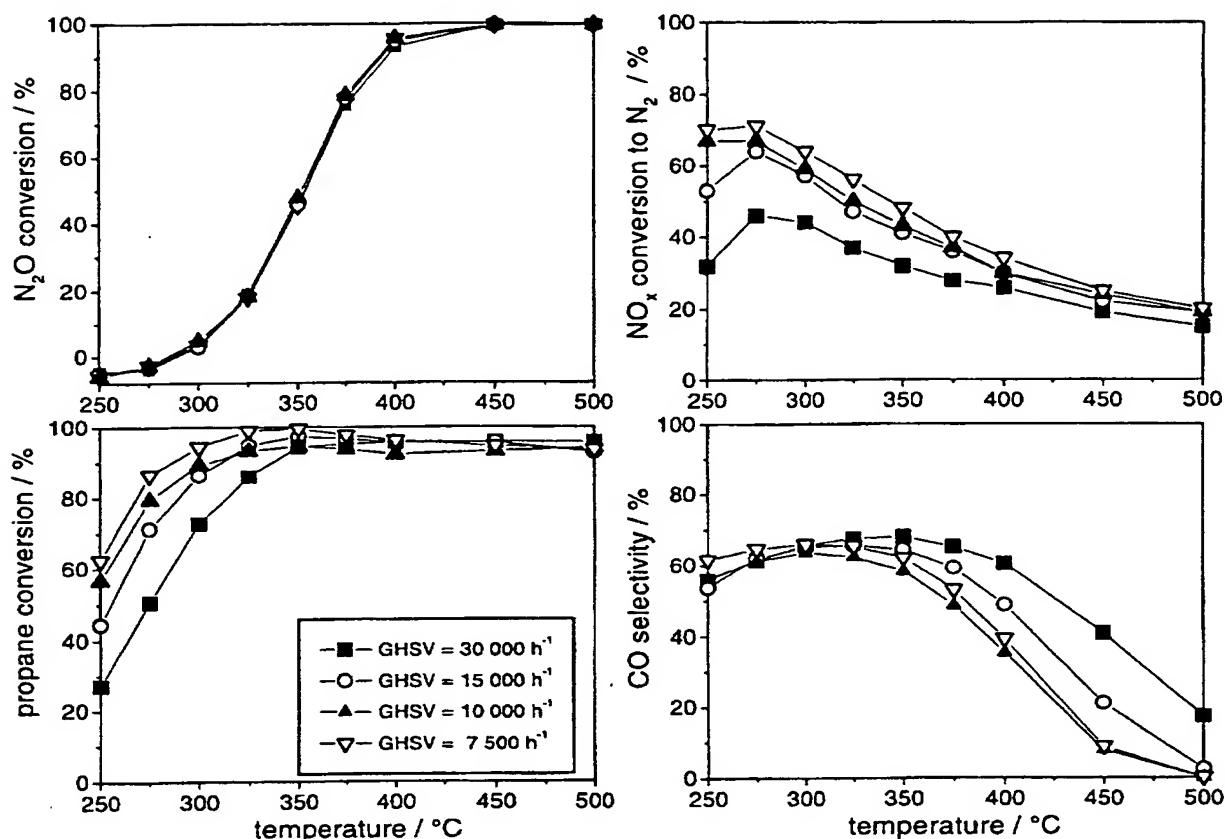 N₂O conversion / %
100
80
60
40
20
0
250 300 350 400 450 500
NOₓ conversion to N₂ / %
100
80
60
40
20
0
250 300 350 400 450 500
propane conversion / %
100
80
60
40
20
0
GHSV = 30 000 h⁻¹
GHSV = 15 000 h⁻¹
GHSV = 10 000 h⁻¹
GHSV = 7 500 h⁻¹
250 300 350 400 450 500
temperature / °C
CO selectivity / %
100
80
60
40
20
0
250 300 350 400 450 500
temperature / °C